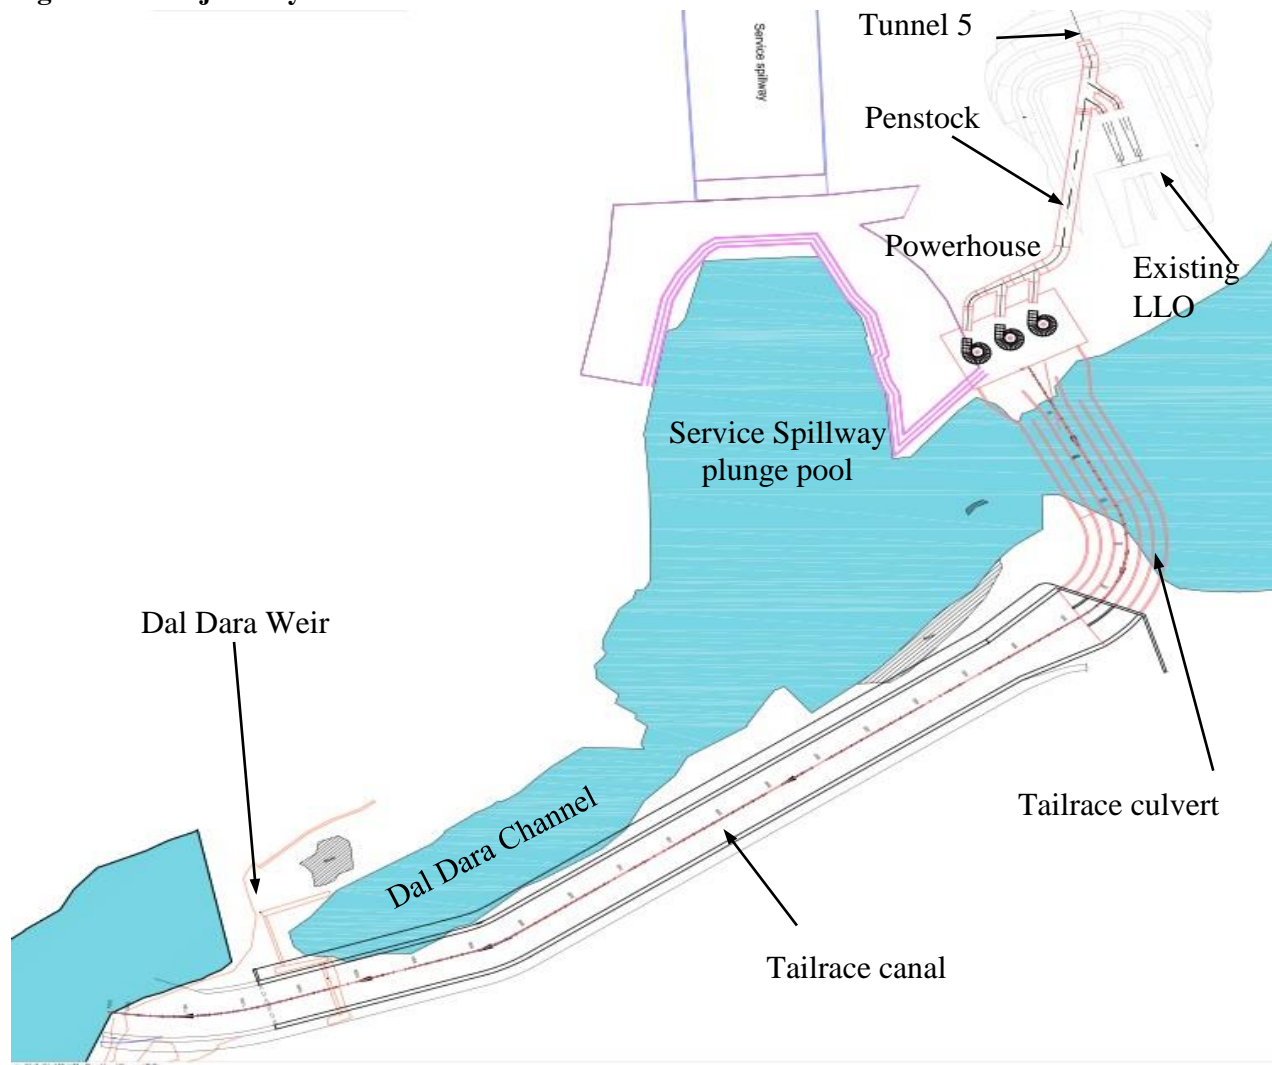 Tunnel 5
Service spillway
Penstock
Powerhouse
Existing
LLO
Service Spillway
plunge pool
Dal Dara Weir
Tailrace culvert
Dal Dara Channel
Tailrace canal